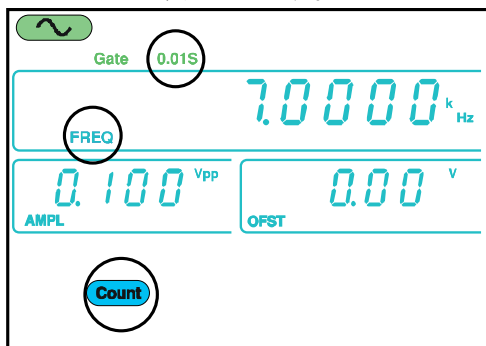 Gate 0.01S
7.0000 k Hz
FREQ
0.100 Vpp
AMPL
0.00 V
OFST
Count